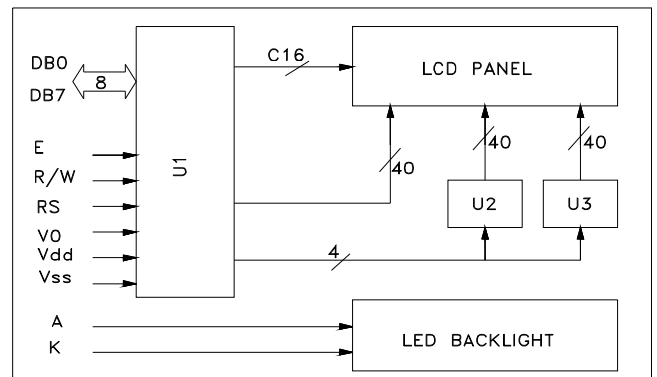 C16
DB0
8
DB7
LCD PANEL
E
R/W
RS
V0
Vdd
Vss
U1
40
40
40
U2
U3
4
A
K
LED BACKLIGHT